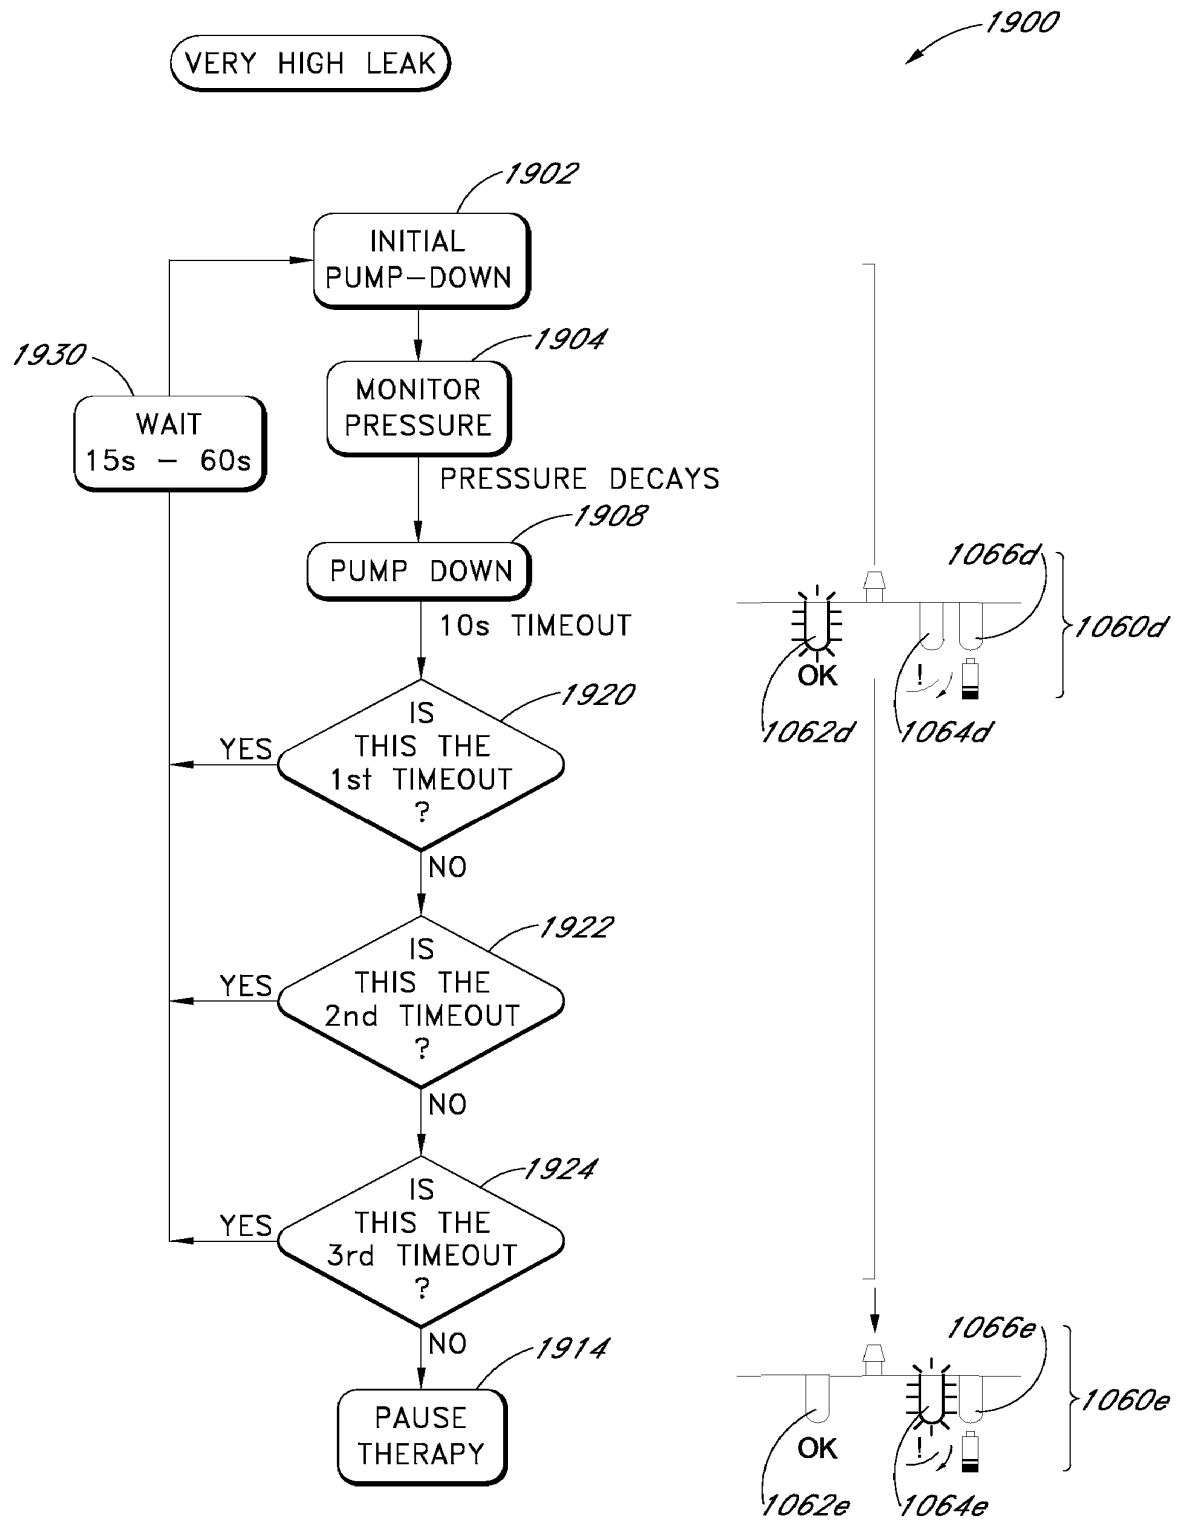 1900
VERY HIGH LEAK
1902
INITIAL
PUMP-DOWN
1904
1930
MONITOR
PRESSURE
WAIT
15s - 60s
PRESSURE DECAYS
1908
PUMP DOWN
10s TIMEOUT
1066d
1060d
OK
!
1062d
1064d
1920
IS
THIS THE
1st TIMEOUT
?
YES
NO
1922
IS
THIS THE
2nd TIMEOUT
?
YES
NO
1924
IS
THIS THE
3rd TIMEOUT
?
YES
NO
1914
PAUSE
THERAPY
1066e
1060e
OK
!
1062e
1064e